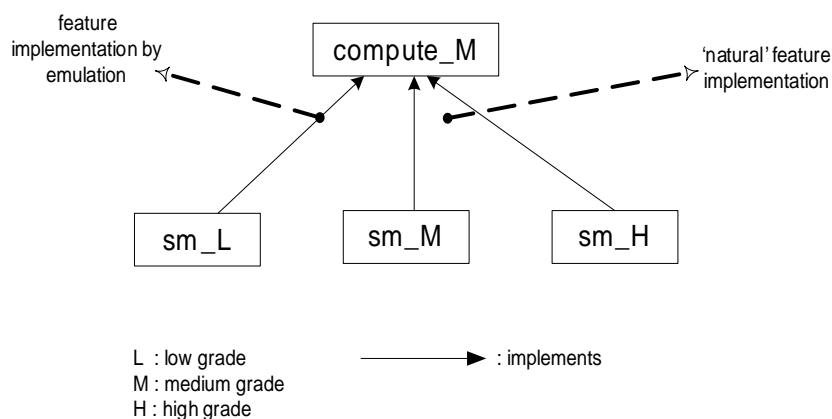 feature
implementation by
emulation
compute_M
‘natural’ feature
implementation
sm_L
sm_M
sm_H
L : low grade
M : medium grade
H : high grade
: implements